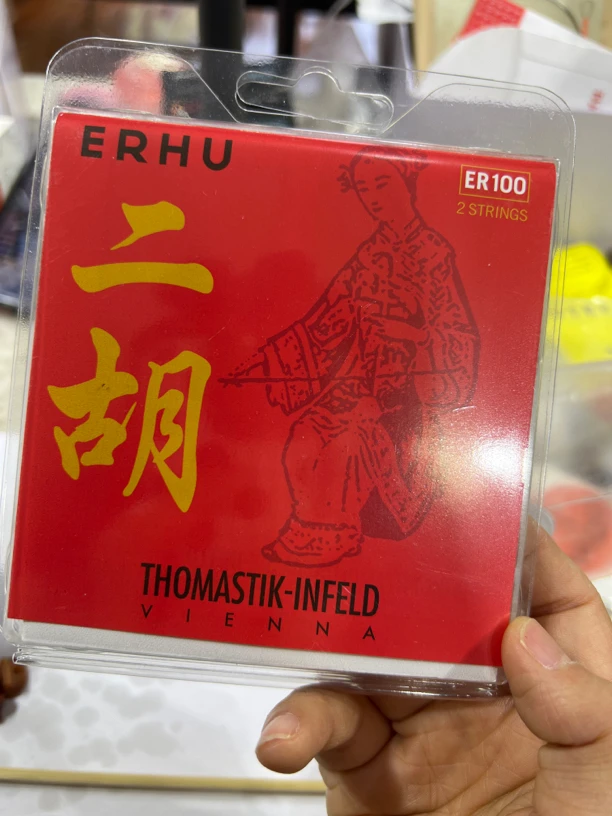 ERHU
ER100
2 STRINGS
二
胡
THOMASTIK-INFELD
VIENNA